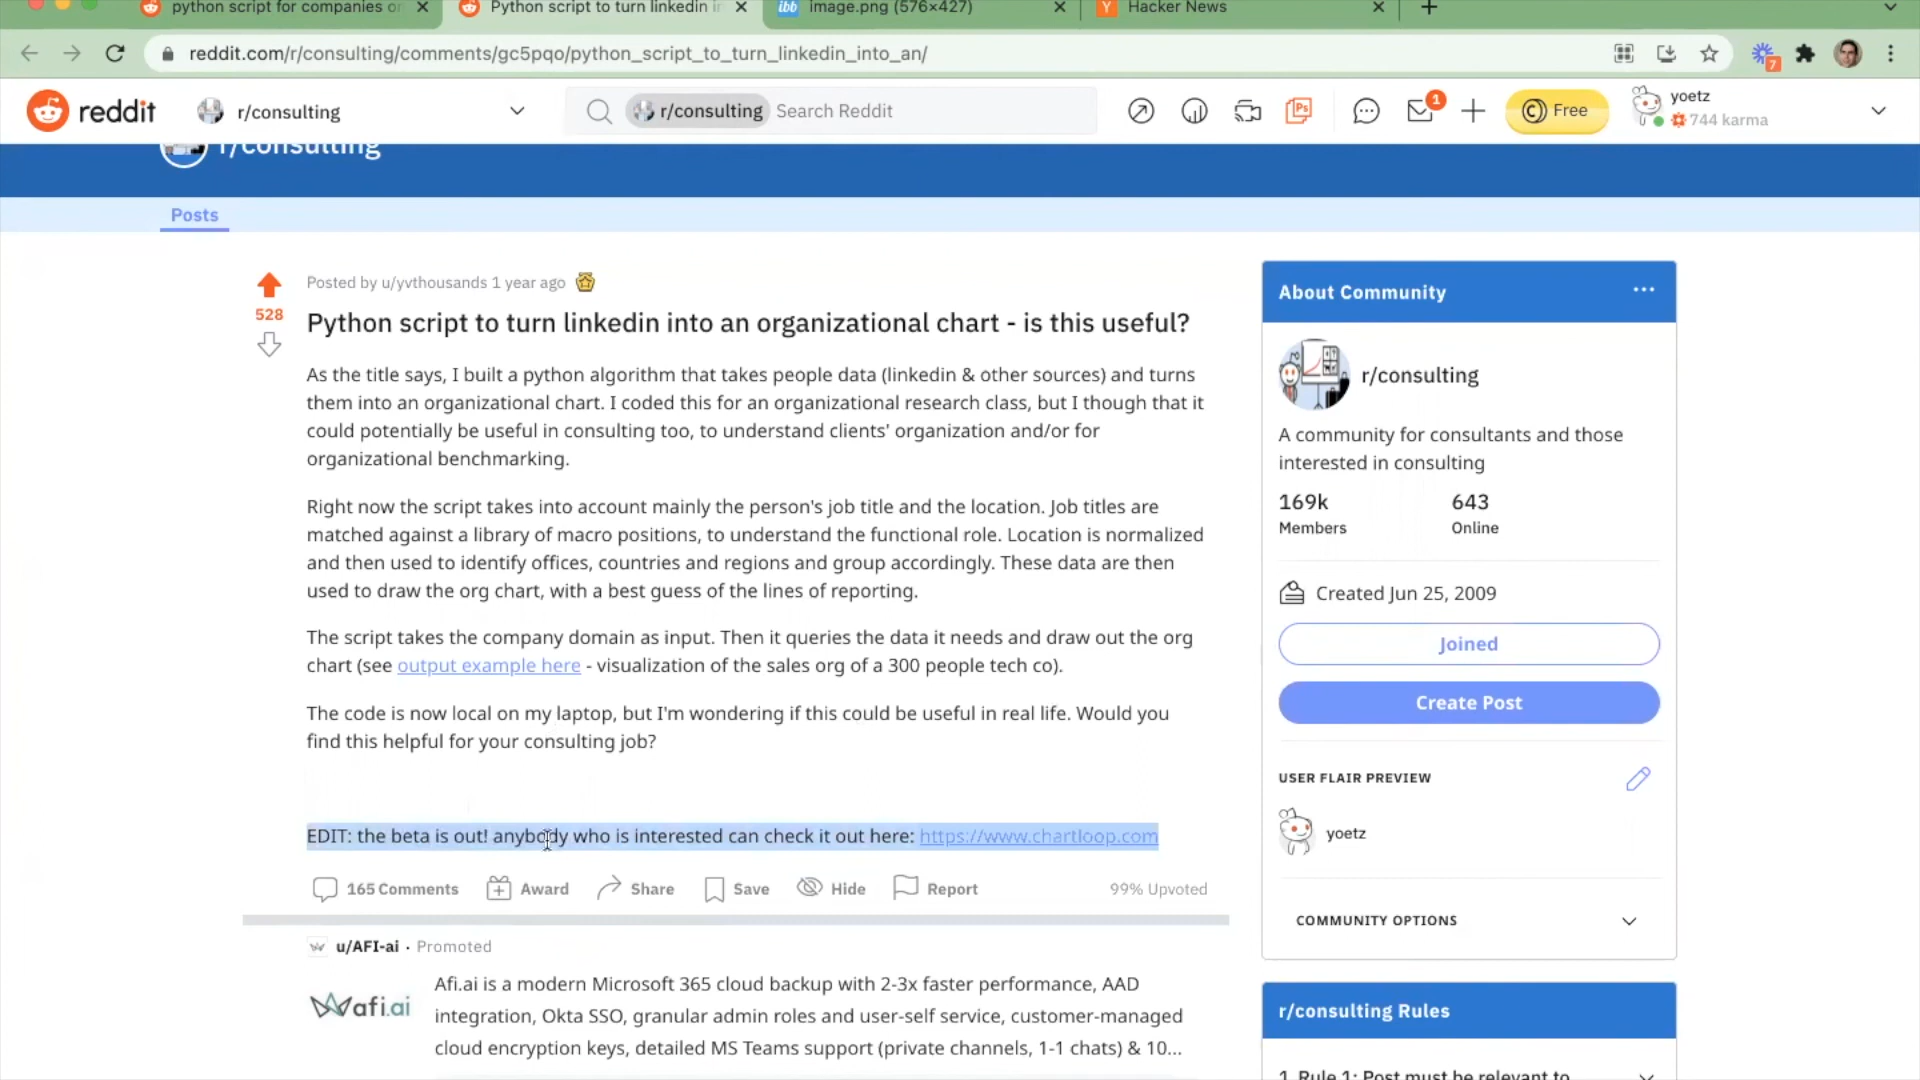 python script for companies or
Python script to turn linkedin in
ibb
image.png (576×427)
Y
Hacker News
reddit.com/r/consulting/comments/gc5pqo/python_script_to_turn_linkedin_into_an/
7
reddit
r/consulting
r/consulting
Search Reddit
1
Free
yoetz
744 karma
r/consulting
Posts
Posted by u/yvthousands 1 year ago
528
Python script to turn linkedin into an organizational chart - is this useful?
As the title says, I built a python algorithm that takes people data (linkedin & other sources) and turns
them into an organizational chart. I coded this for an organizational research class, but I though that it
could potentially be useful in consulting too, to understand clients' organization and/or for
organizational benchmarking.
Right now the script takes into account mainly the person's job title and the location. Job titles are
matched against a library of macro positions, to understand the functional role. Location is normalized
and then used to identify offices, countries and regions and group accordingly. These data are then
used to draw the org chart, with a best guess of the lines of reporting.
The script takes the company domain as input. Then it queries the data it needs and draw out the org
chart (see output example here - visualization of the sales org of a 300 people tech co).
The code is now local on my laptop, but I'm wondering if this could be useful in real life. Would you
find this helpful for your consulting job?
EDIT: the beta is out! anybody who is interested can check it out here: https://www.chartloop.com
165 Comments
Award
Share
Save
Hide
Report
99% Upvoted
u/AFI-ai · Promoted
afi.ai
Afi.ai is a modern Microsoft 365 cloud backup with 2-3x faster performance, AAD
integration, Okta SSO, granular admin roles and user-self service, customer-managed
cloud encryption keys, detailed MS Teams support (private channels, 1-1 chats) & 10...
About Community
r/consulting
A community for consultants and those
interested in consulting
169k
643
Members
Online
Created Jun 25, 2009
Joined
Create Post
USER FLAIR PREVIEW
yoetz
COMMUNITY OPTIONS
r/consulting Rules
1. Rule 1: Post must be relevant to